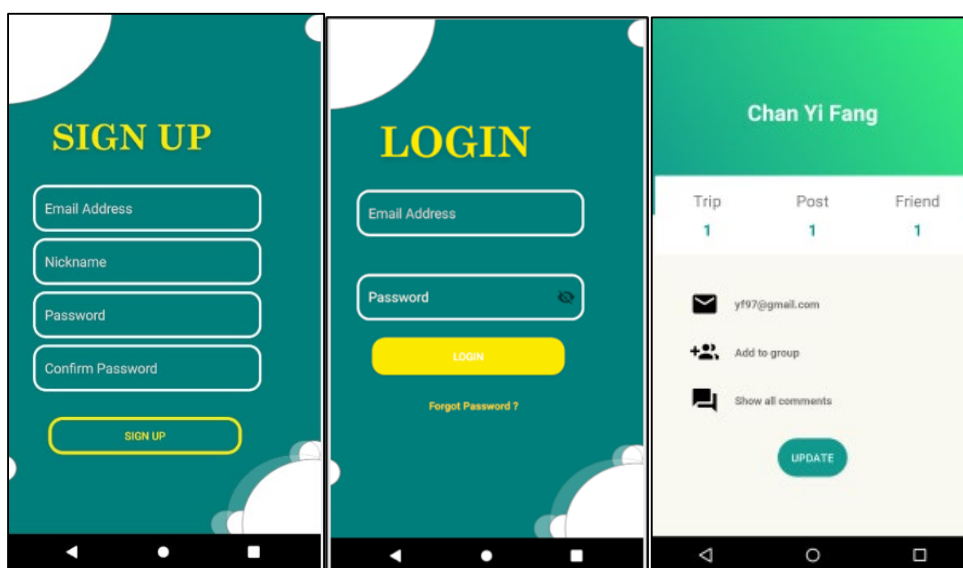 SIGN UP
Email Address
Nickname
Password
Confirm Password
SIGN UP
LOGIN
Email Address
Password
LOGIN
Forgot Password ?
Chan Yi Fang
Trip Post Friend
1 1 1
yf97@gmail.com
Add to group
Show all comments
UPDATE